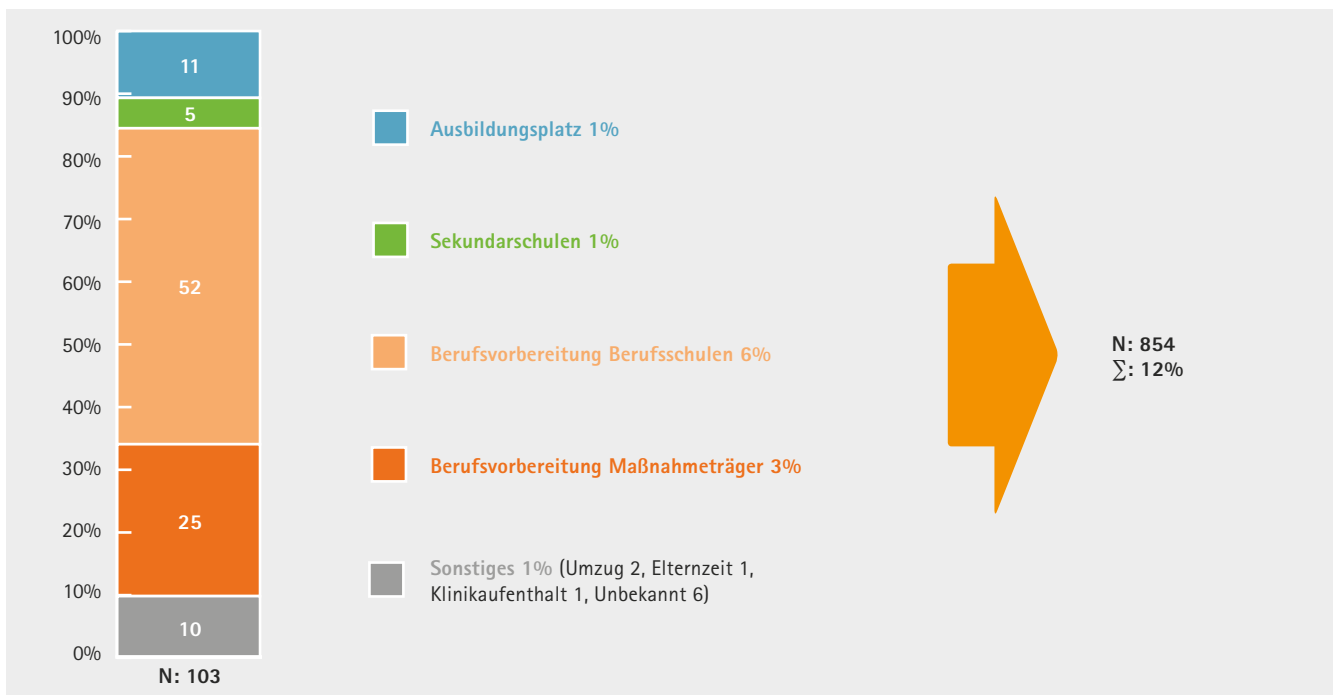 100%
90%
80%
70%
60%
50%
40%
30%
20%
10%
0%
11
5
52
25
10
N: 103
Ausbildungsplatz 1%
Sekundarschulen 1%
Berufsvorbereitung Berufsschulen 6%
Berufsvorbereitung Maßnahmeträger 3%
Sonstiges 1% (Umzug 2, Elternzeit 1,
Klinikaufenthalt 1, Unbekannt 6)
N: 854
∑: 12%